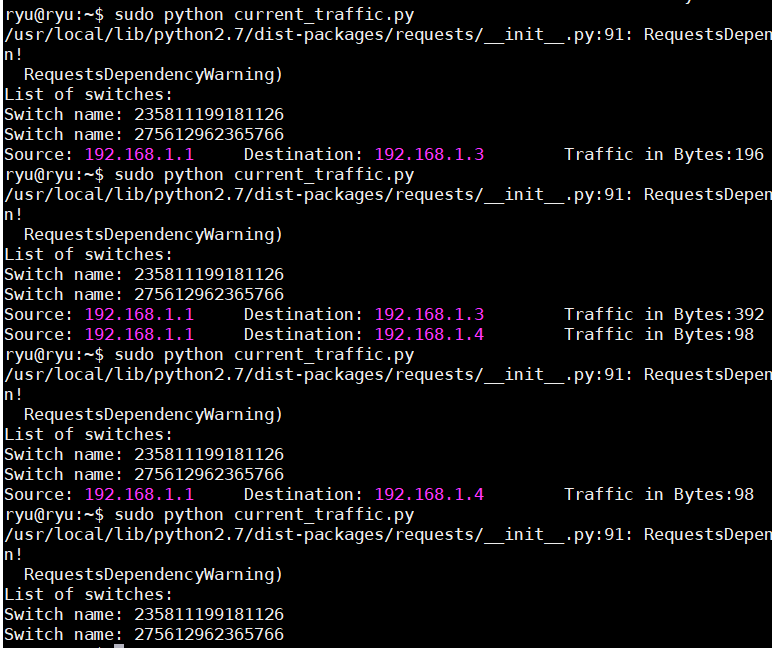 ryu@ryu:~$ sudo python current_traffic.py
/usr/local/lib/python2.7/dist-packages/requests/__init__.py:91: RequestsDepen
n!
  RequestsDependencyWarning)
List of switches:
Switch name: 235811199181126
Switch name: 275612962365766
Source: 192.168.1.1     Destination: 192.168.1.3        Traffic in Bytes:196
ryu@ryu:~$ sudo python current_traffic.py
/usr/local/lib/python2.7/dist-packages/requests/__init__.py:91: RequestsDepen
n!
  RequestsDependencyWarning)
List of switches:
Switch name: 235811199181126
Switch name: 275612962365766
Source: 192.168.1.1     Destination: 192.168.1.3        Traffic in Bytes:392
Source: 192.168.1.1     Destination: 192.168.1.4        Traffic in Bytes:98
ryu@ryu:~$ sudo python current_traffic.py
/usr/local/lib/python2.7/dist-packages/requests/__init__.py:91: RequestsDepen
n!
  RequestsDependencyWarning)
List of switches:
Switch name: 235811199181126
Switch name: 275612962365766
Source: 192.168.1.1     Destination: 192.168.1.4        Traffic in Bytes:98
ryu@ryu:~$ sudo python current_traffic.py
/usr/local/lib/python2.7/dist-packages/requests/__init__.py:91: RequestsDepen
n!
  RequestsDependencyWarning)
List of switches:
Switch name: 235811199181126
Switch name: 275612962365766